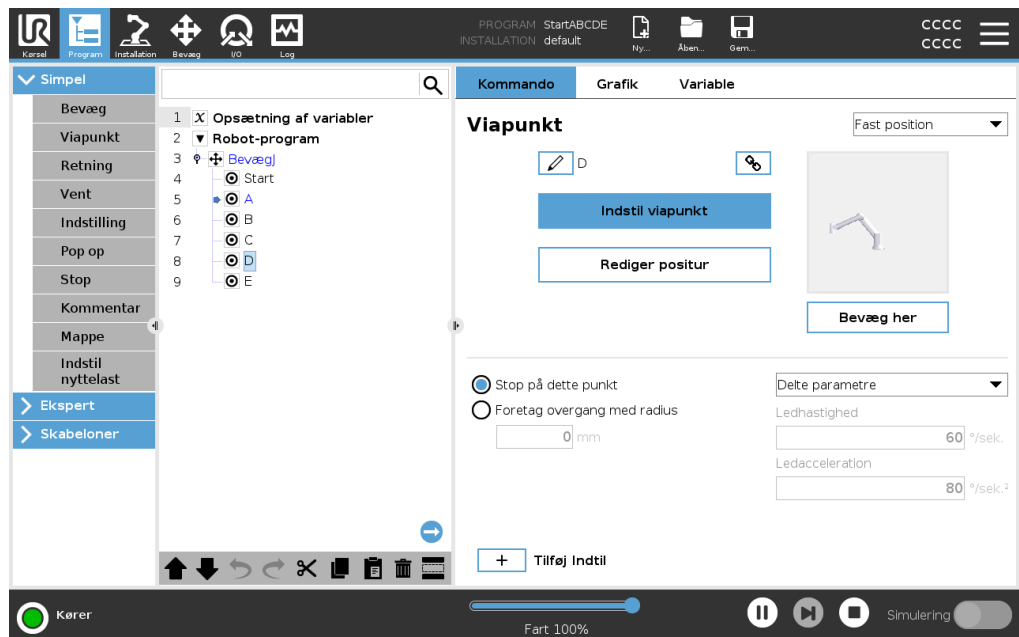 PROGRAM StartABCDE
INSTALLATION default
UR
Kørsel Program Installation Bevæg I/O Log
Ny... Åben... Gem...
CCCC
CCCC
Simpel
Bevæg
Viapunkt
Retning
Vent
Indstilling
Pop op
Stop
Kommentar
Mappe
Indstil
nyttelast
Ekspert
Skabeloner
1 X Opsætning af variabler
2 Robot-program
3 BevægJ
4 Start
5 A
6 B
7 C
8 D
9 E
Kommando Grafik Variable
Viapunkt
Fast position
D
Indstil viapunkt
Rediger positur
Bevæg her
Stop på dette punkt
Foretag overgang med radius
0 mm
Delte parametre
Ledhastighed
60 °/sek.
Ledacceleration
80 °/sek.²
+ Tilføj Indtil
Kører
Fart 100%
Simulering